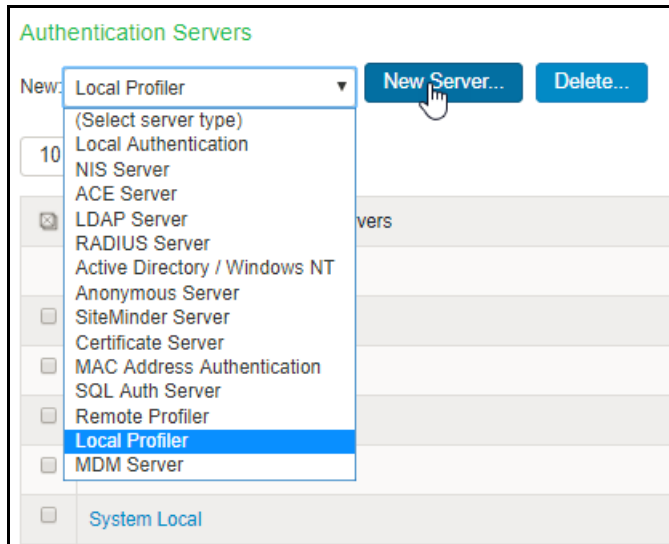 Authentication Servers
New: Local Profiler New Server... Delete...
(Select server type)
Local Authentication
10
NIS Server
ACE Server
LDAP Server
vers
RADIUS Server
Active Directory / Windows NT
Anonymous Server
SiteMinder Server
Certificate Server
MAC Address Authentication
SQL Auth Server
Remote Profiler
Local Profiler
MDM Server
System Local